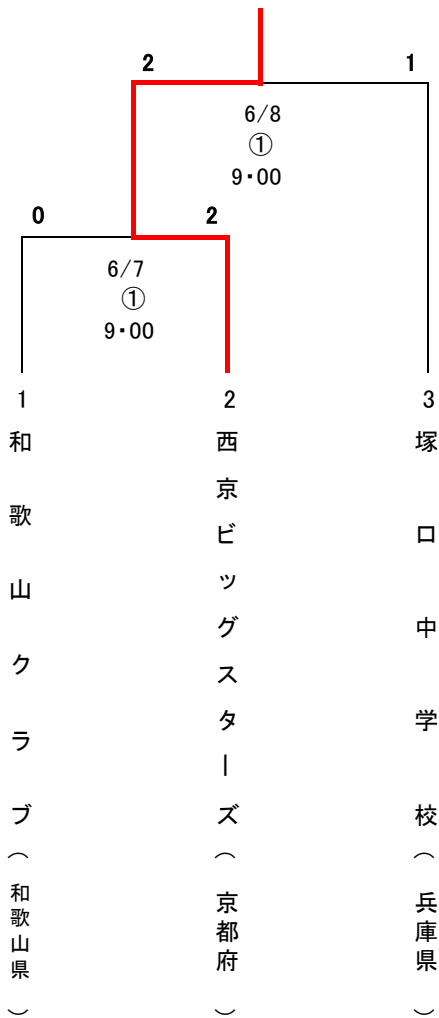 2 1
6/8
①
9・00
0 2
6/7
①
9・00
1 2 3
和歌山クラブ(和歌山県)
西京ビッグスターズ(京都府)
塚口中学校(兵庫県)